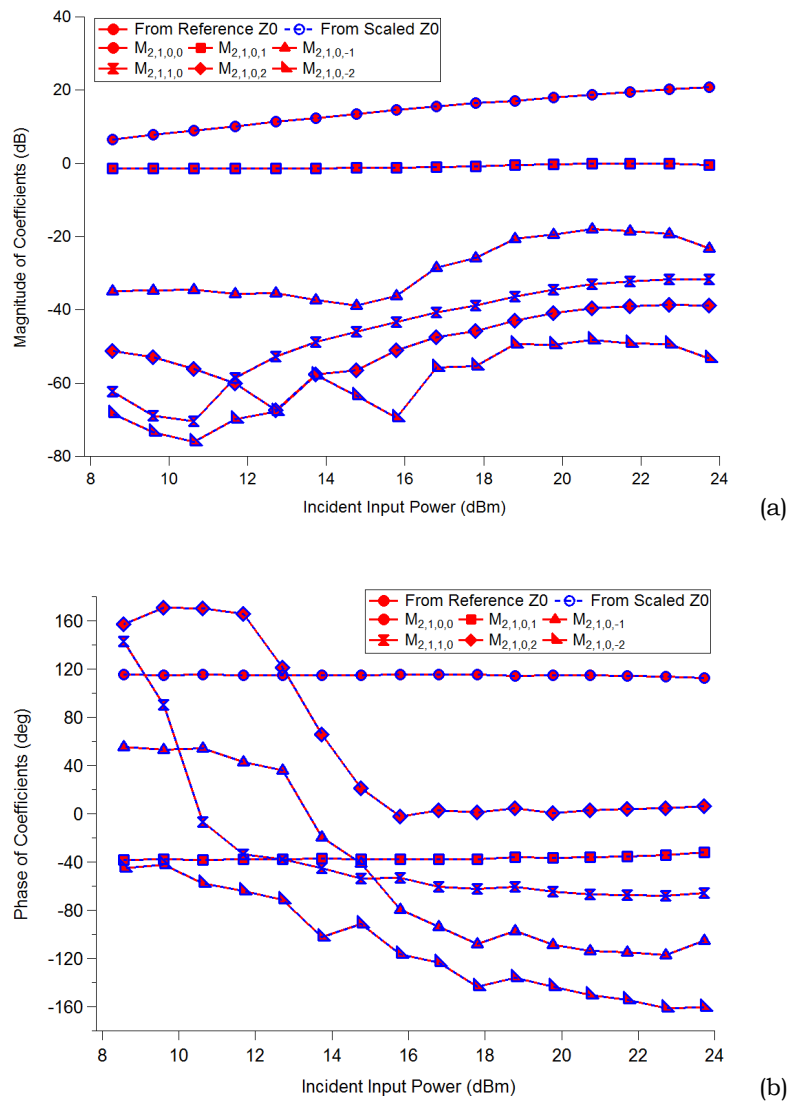 40
20
0
-20
-40
-60
-80
Magnitude of Coefficients (dB)
From Reference Z0 From Scaled Z0
M2,1,0,0 M2,1,0,1 M2,1,0,-1
M2,1,1,0 M2,1,0,2 M2,1,0,-2
8 10 12 14 16 18 20 22 24
Incident Input Power (dBm)
(a)
160
120
80
40
0
-40
-80
-120
-160
Phase of Coefficients (deg)
From Reference Z0 From Scaled Z0
M2,1,0,0 M2,1,0,1 M2,1,0,-1
M2,1,1,0 M2,1,0,2 M2,1,0,-2
8 10 12 14 16 18 20 22 24
Incident Input Power (dBm)
(b)